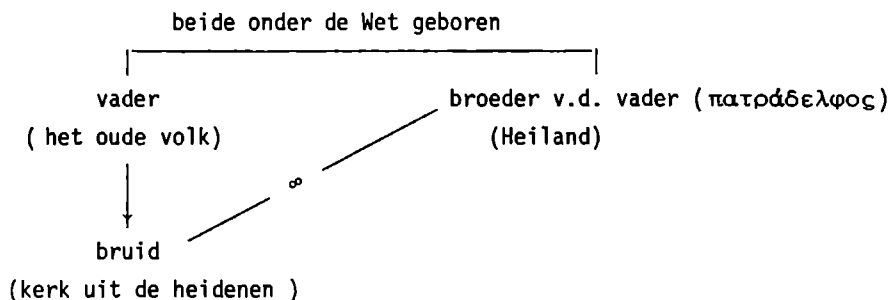 beide onder de Wet geboren
vader broeder v.d. vader (πατράδελφος)
( het oude volk) (Heiland)
∞
bruid
(kerk uit de heidenen )